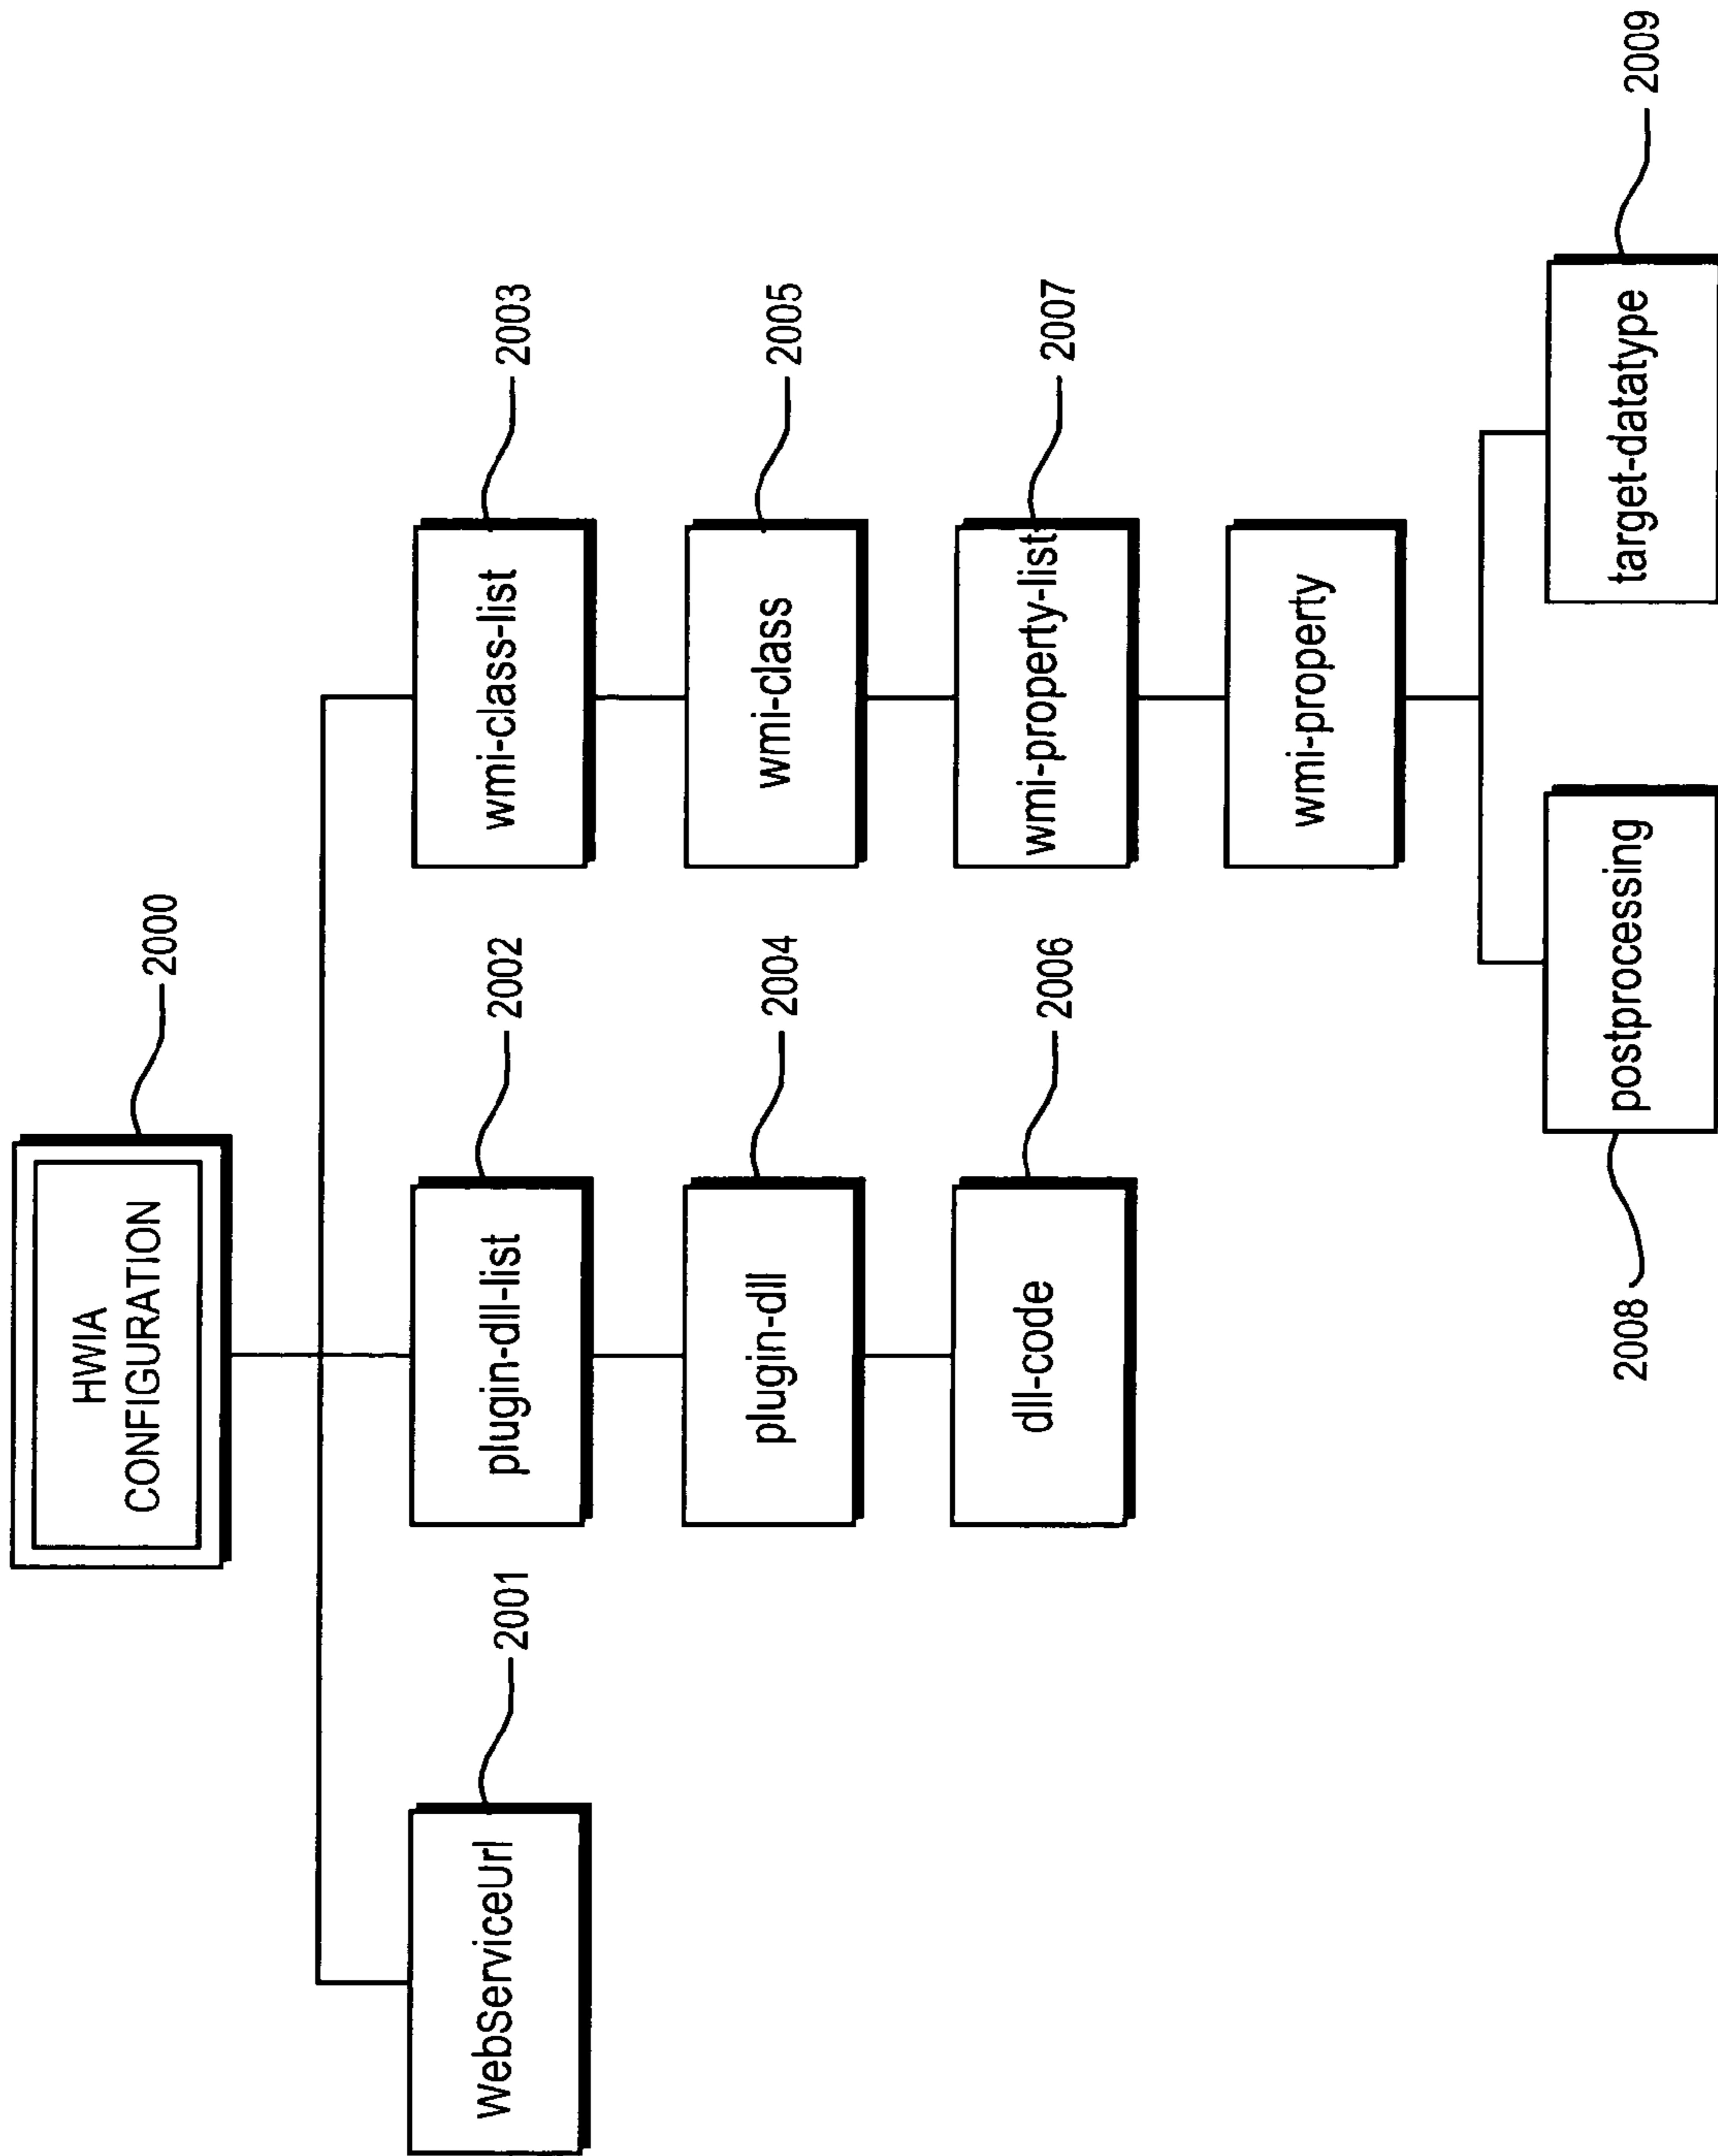 HWIA
CONFIGURATION
2000
WebServiceUrl
2001
plugin-dll-list
2002
wmi-class-list
2003
plugin-dll
2004
wmi-class
2005
dll-code
2006
wmi-property-list
2007
wmi-property
2008
postprocessing
target-datatype
2009